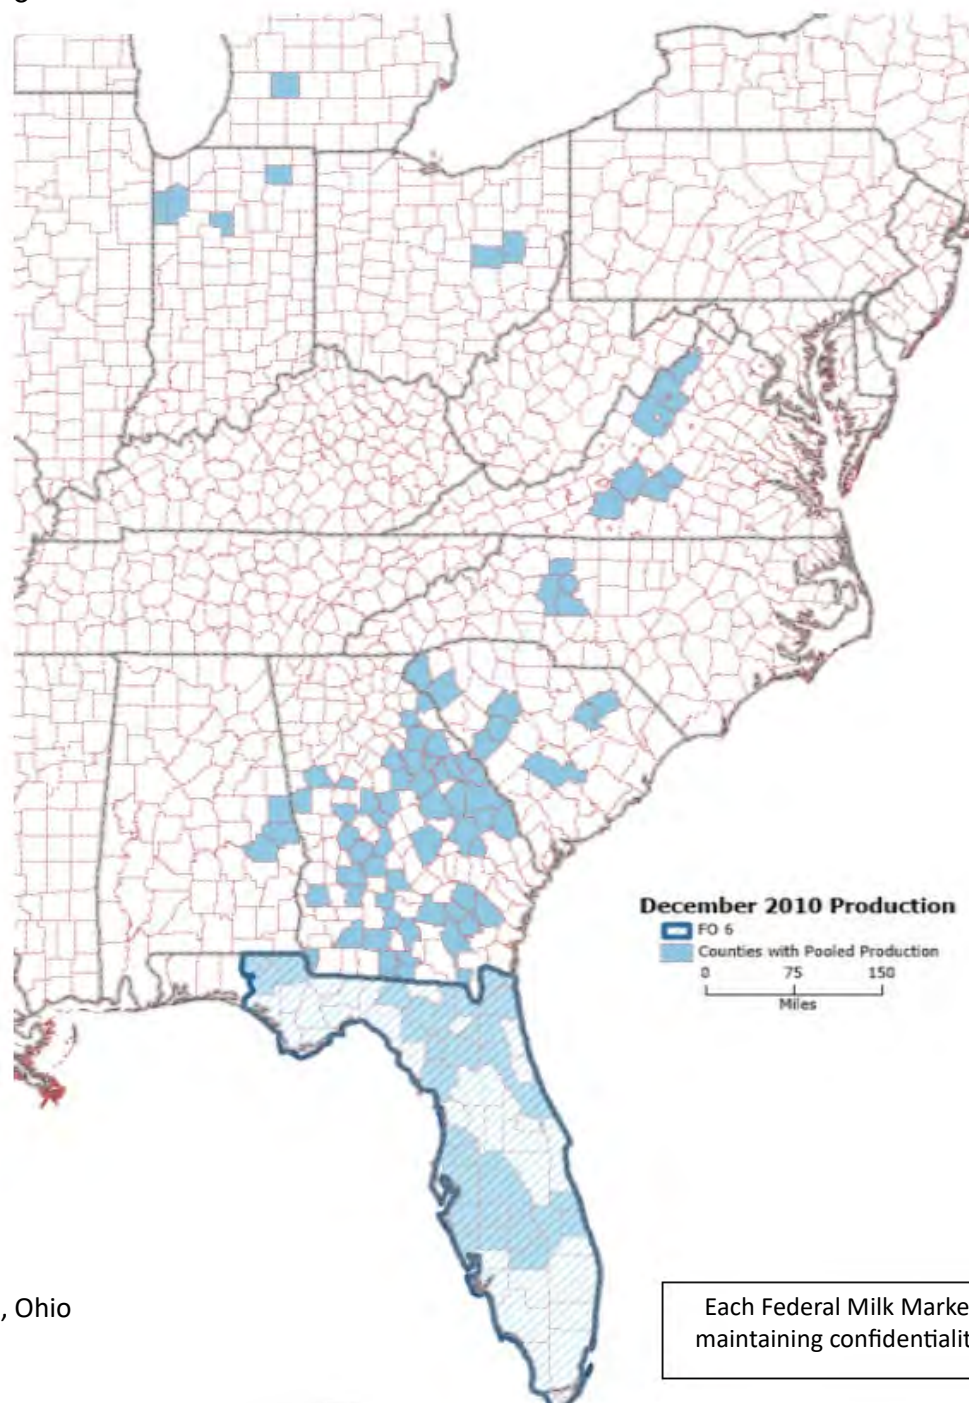 g
December 2010 Production
FO 6
Counties with Pooled Production
0 75 150
Miles
, Ohio
Each Federal Milk Marke
maintaining confidentialit